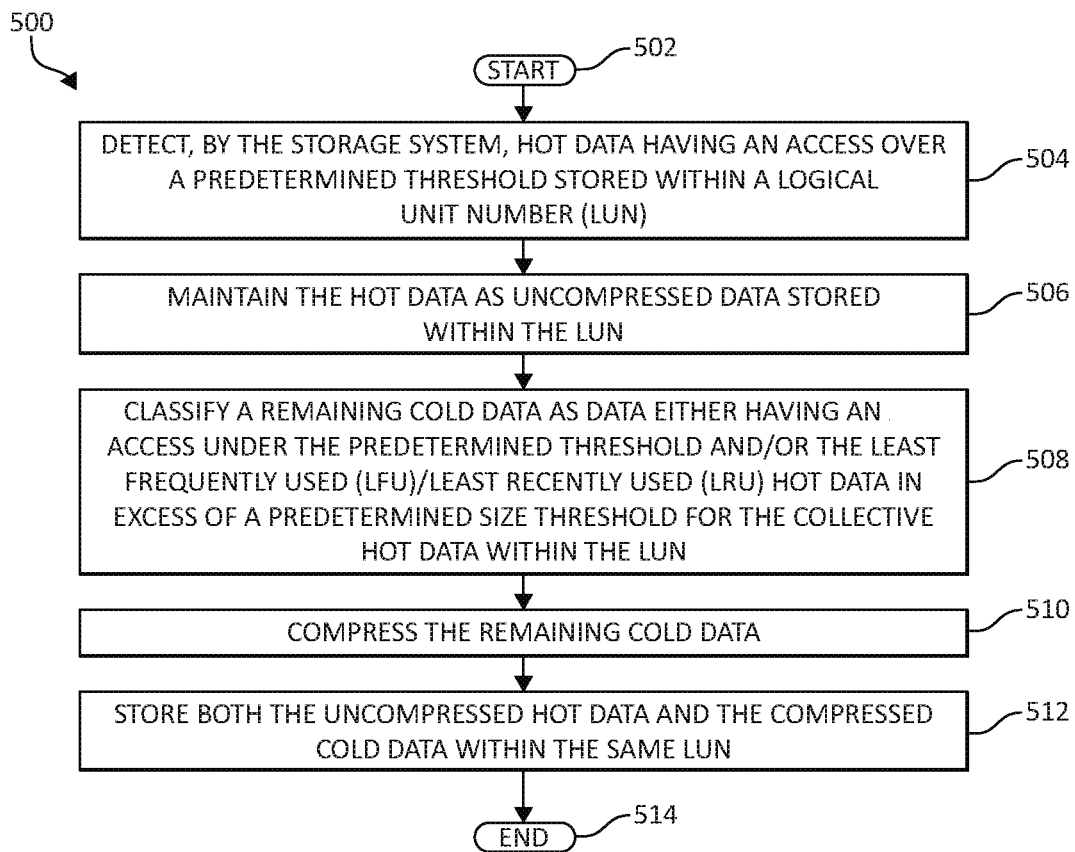 500
START
502
DETECT, BY THE STORAGE SYSTEM, HOT DATA HAVING AN ACCESS OVER
A PREDETERMINED THRESHOLD STORED WITHIN A LOGICAL
UNIT NUMBER (LUN)
504
MAINTAIN THE HOT DATA AS UNCOMPRESSED DATA STORED
WITHIN THE LUN
506
CLASSIFY A REMAINING COLD DATA AS DATA EITHER HAVING AN
ACCESS UNDER THE PREDETERMINED THRESHOLD AND/OR THE LEAST
FREQUENTLY USED (LFU)/LEAST RECENTLY USED (LRU) HOT DATA IN
EXCESS OF A PREDETERMINED SIZE THRESHOLD FOR THE COLLECTIVE
HOT DATA WITHIN THE LUN
508
COMPRESS THE REMAINING COLD DATA
510
STORE BOTH THE UNCOMPRESSED HOT DATA AND THE COMPRESSED
COLD DATA WITHIN THE SAME LUN
512
END
514